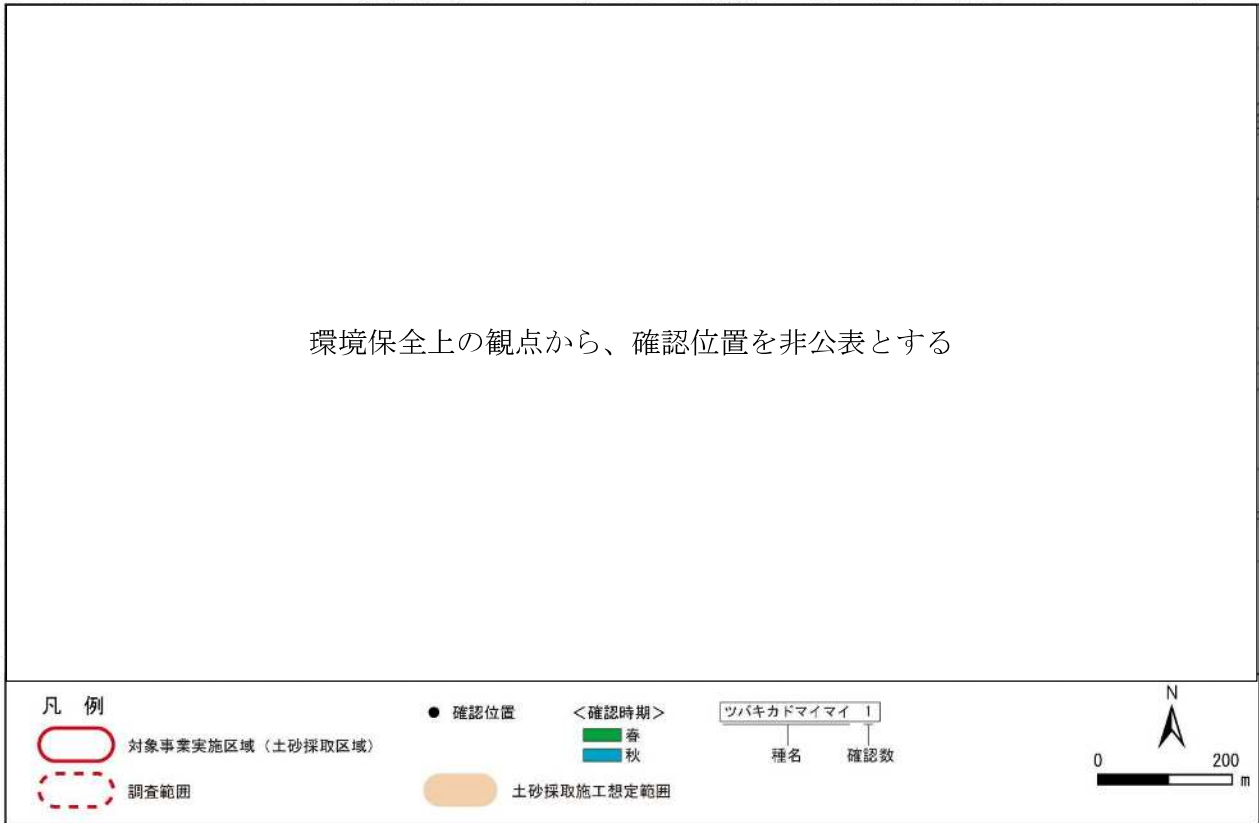 環境保全上の観点から、確認位置を非公表とする
凡 例
対象事業実施区域（土砂採取区域）
調査範囲
● 確認位置
＜確認時期＞
春
秋
土砂採取施工想定範囲
ツバキカドマイマイ 1
種名 確認数
N
0 200
m